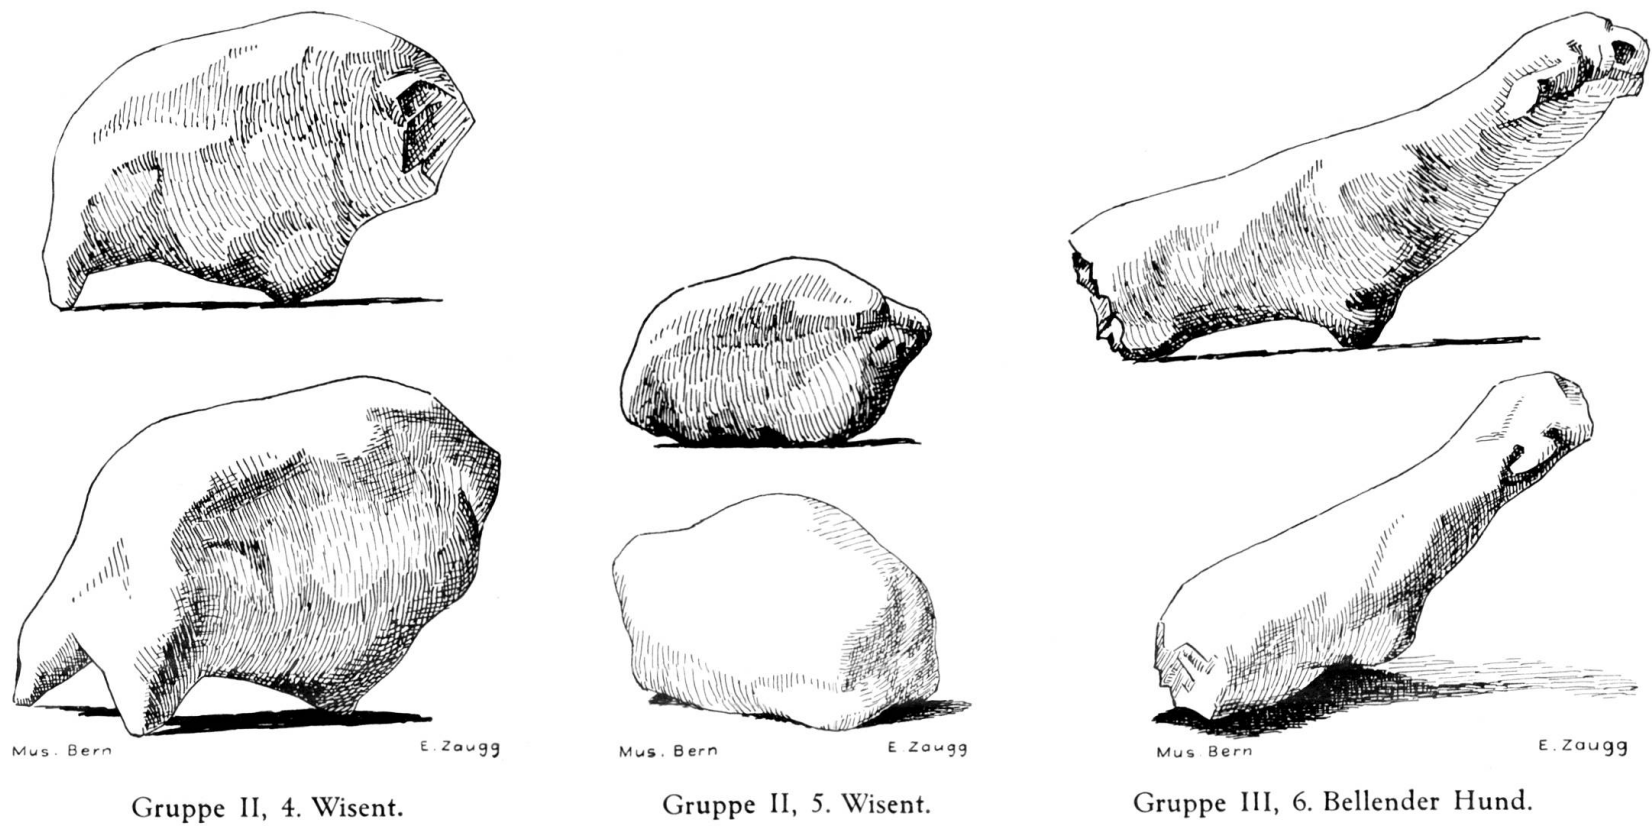 Mus. Bern
E. Zaugg
Mus. Bern
E. Zaugg
Mus. Bern
E. Zaugg
Gruppe II, 4. Wisent.
Gruppe II, 5. Wisent.
Gruppe III, 6. Bellender Hund.